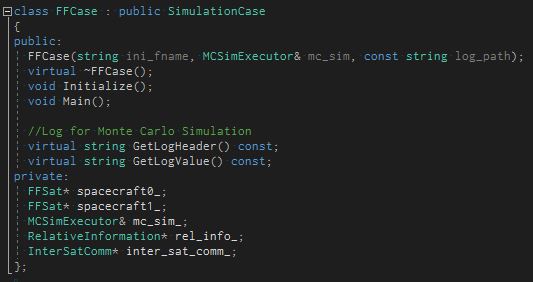 class FFCase : public SimulationCase
{
public:
  FFCase(string ini_fname, MCSimExecutor& mc_sim, const string log_path);
  virtual ~FFCase();
  void Initialize();
  void Main();

  //Log for Monte Carlo Simulation
  virtual string GetLogHeader() const;
  virtual string GetLogValue() const;
private:
  FFSat* spacecraft0_;
  FFSat* spacecraft1_;
  MCSimExecutor& mc_sim_;
  RelativeInformation* rel_info_;
  InterSatComm* inter_sat_comm_;
};